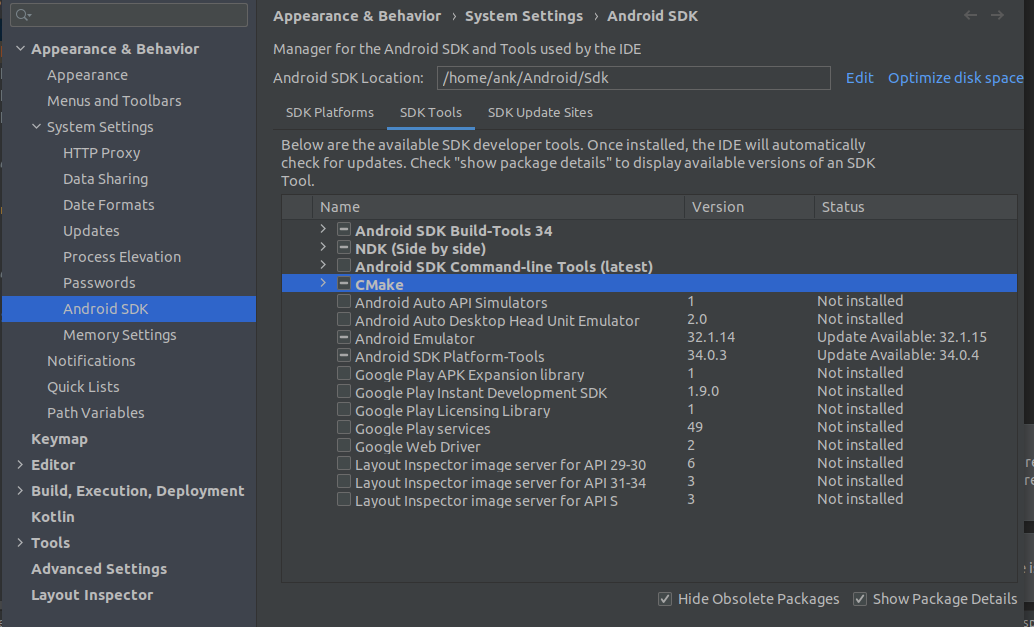 Appearance & Behavior
Appearance
Menus and Toolbars
System Settings
HTTP Proxy
Data Sharing
Date Formats
Updates
Process Elevation
Passwords
Android SDK
Memory Settings
Notifications
Quick Lists
Path Variables
Keymap
Editor
Build, Execution, Deployment
Kotlin
Tools
Advanced Settings
Layout Inspector
Appearance & Behavior › System Settings › Android SDK
Manager for the Android SDK and Tools used by the IDE
Android SDK Location: /home/ank/Android/Sdk Edit Optimize disk space
SDK Platforms SDK Tools SDK Update Sites
Below are the available SDK developer tools. Once installed, the IDE will automatically
check for updates. Check "show package details" to display available versions of an SDK
Tool.
Name Version Status
Android SDK Build-Tools 34
NDK (Side by side)
Android SDK Command-line Tools (latest)
CMake
Android Auto API Simulators 1 Not installed
Android Auto Desktop Head Unit Emulator 2.0 Not installed
Android Emulator 32.1.14 Update Available: 32.1.15
Android SDK Platform-Tools 34.0.3 Update Available: 34.0.4
Google Play APK Expansion library 1 Not installed
Google Play Instant Development SDK 1.9.0 Not installed
Google Play Licensing Library 1 Not installed
Google Play services 49 Not installed
Google Web Driver 2 Not installed
Layout Inspector image server for API 29-30 6 Not installed
Layout Inspector image server for API 31-34 3 Not installed
Layout Inspector image server for API S 3 Not installed
Hide Obsolete Packages Show Package Details